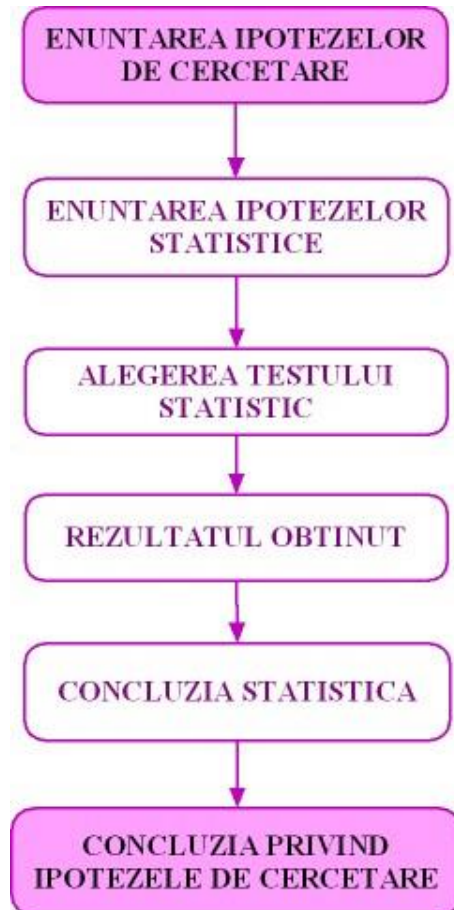 ENUNTAREA IPOTEZELOR
DE CERCETARE
ENUNTAREA IPOTEZELOR
STATISTICE
ALEGEREA TESTULUI
STATISTIC
REZULTATUL OBTINUT
CONCLUZIA STATISTICA
CONCLUZIA PRIVIND
IPOTEZELE DE CERCETARE